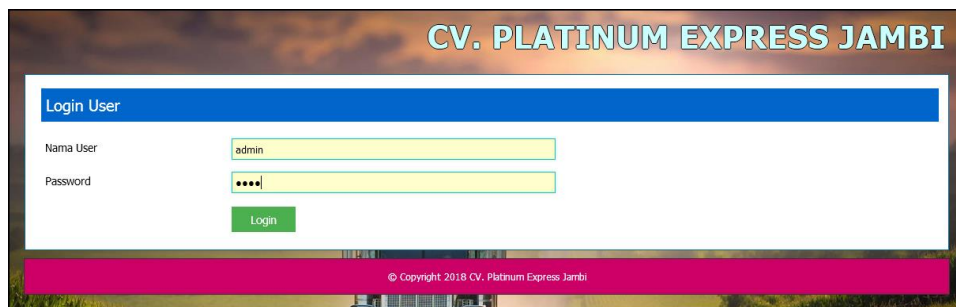 CV. PLATINUM EXPRESS JAMBI
Login User
Nama User
admin
Password
••••
Login
© Copyright 2018 CV. Platinum Express Jambi